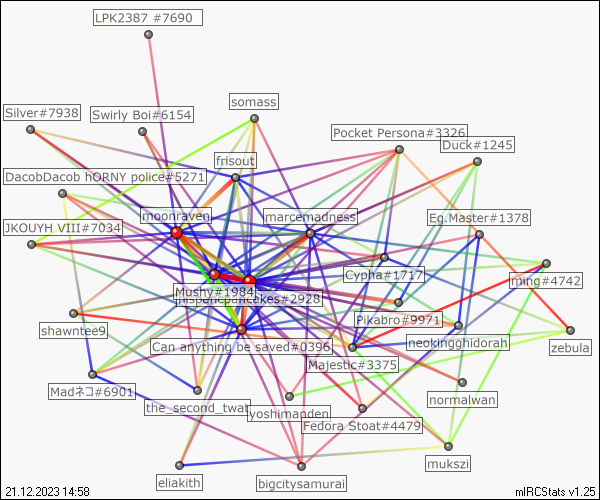 LPK2387 #7690
somass
Silver#7938
Swirly Boi#6154
Pocket Persona#3326
Duck#1245
frisout
DacobDacob hORNY police#5271
moonraven
marcemadness
Eg.Master#1378
JKOUYH VIII#7034
Cypha#1717
ming#4742
Mushy#1984
cakes#2928
Pikabro#9971
shawntee9
Can anything be saved#0396
neokingghidorah
zebula
Majestic#3375
Madネコ#6901
normalwan
the_second_twat
yoshimanden
Fedora Stoat#4479
mukszi
eliakith
bigcitysamurai
21.12.2023 14:58
mIRCStats v1.25